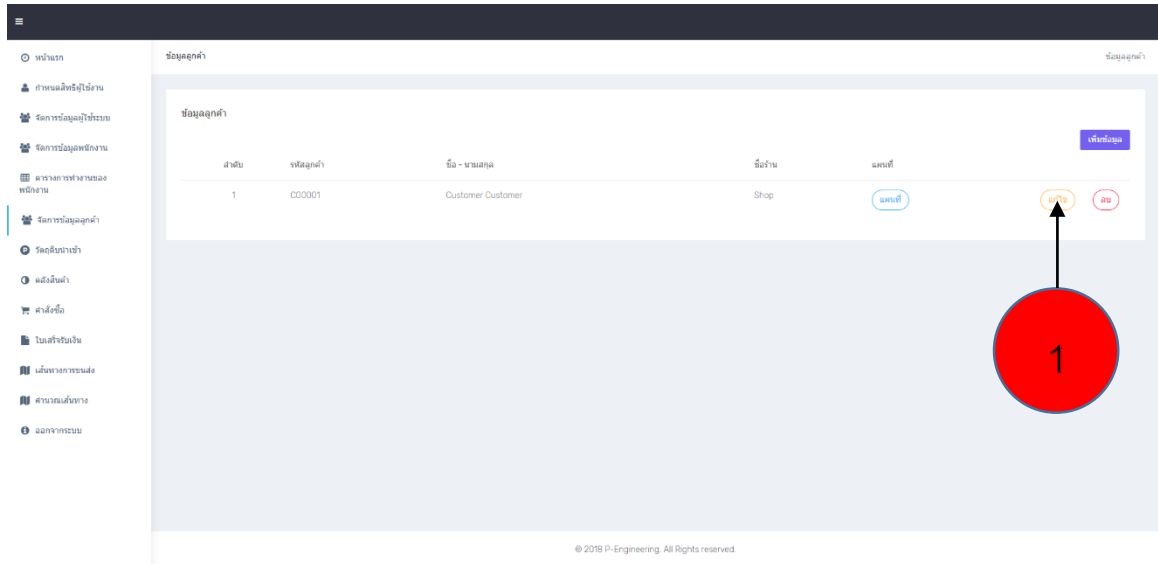 หน้าแรก
กำหนดสิทธิผู้ใช้งาน
จัดการข้อมูลผู้ใช้ระบบ
จัดการข้อมูลพนักงาน
ตารางการทำงานของ
พนักงาน
จัดการข้อมูลลูกค้า
วัตถุดิบนำเข้า
คลังสินค้า
คำสั่งซื้อ
ใบเสร็จรับเงิน
เส้นทางการขนส่ง
คำนวณเส้นทาง
ออกจากระบบ
ข้อมูลลูกค้า ข้อมูลลูกค้า
ข้อมูลลูกค้า
เพิ่มข้อมูล
ลำดับ รหัสลูกค้า ชื่อ - นามสกุล ชื่อร้าน แผนที่
1 C00001 Customer Customer Shop แผนที่ แก้ไข ลบ
1
© 2018 P-Engineering. All Rights reserved.